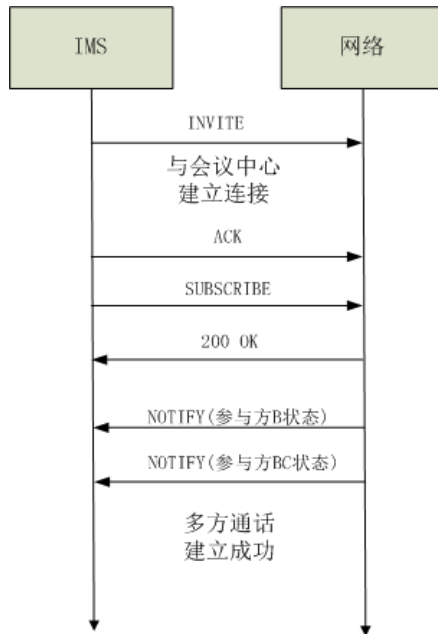 IMS
网络
INVITE
与会议中心
建立连接
ACK
SUBSCRIBE
200 OK
NOTIFY(参与方B状态)
NOTIFY(参与方BC状态)
多方通话
建立成功